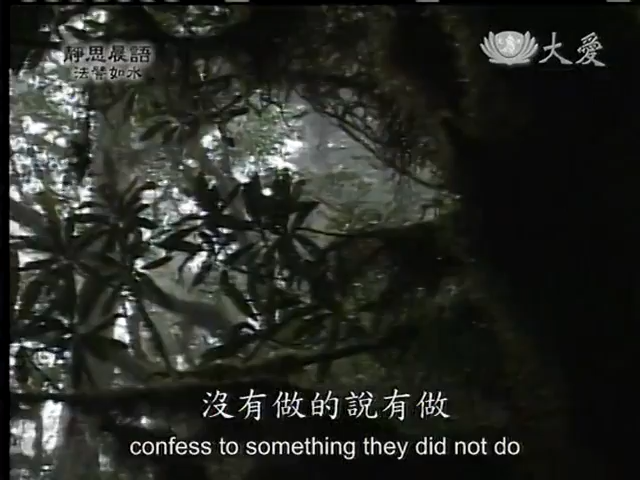 靜思晨語
法譬如水
大愛
沒有做的說有做
confess to something they did not do